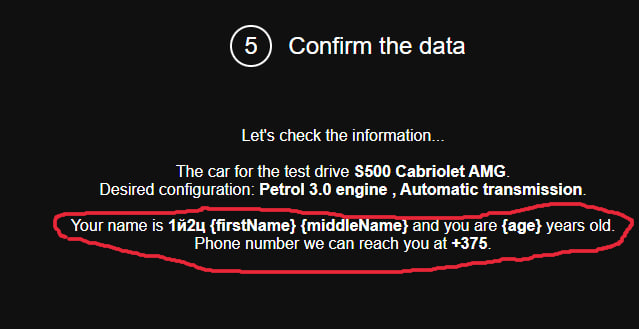 5 Confirm the data
Let's check the information...
The car for the test drive S500 Cabriolet AMG.
Desired configuration: Petrol 3.0 engine , Automatic transmission.
Your name is 1й2ц {firstName} {middleName} and you are {age} years old.
Phone number we can reach you at +375.